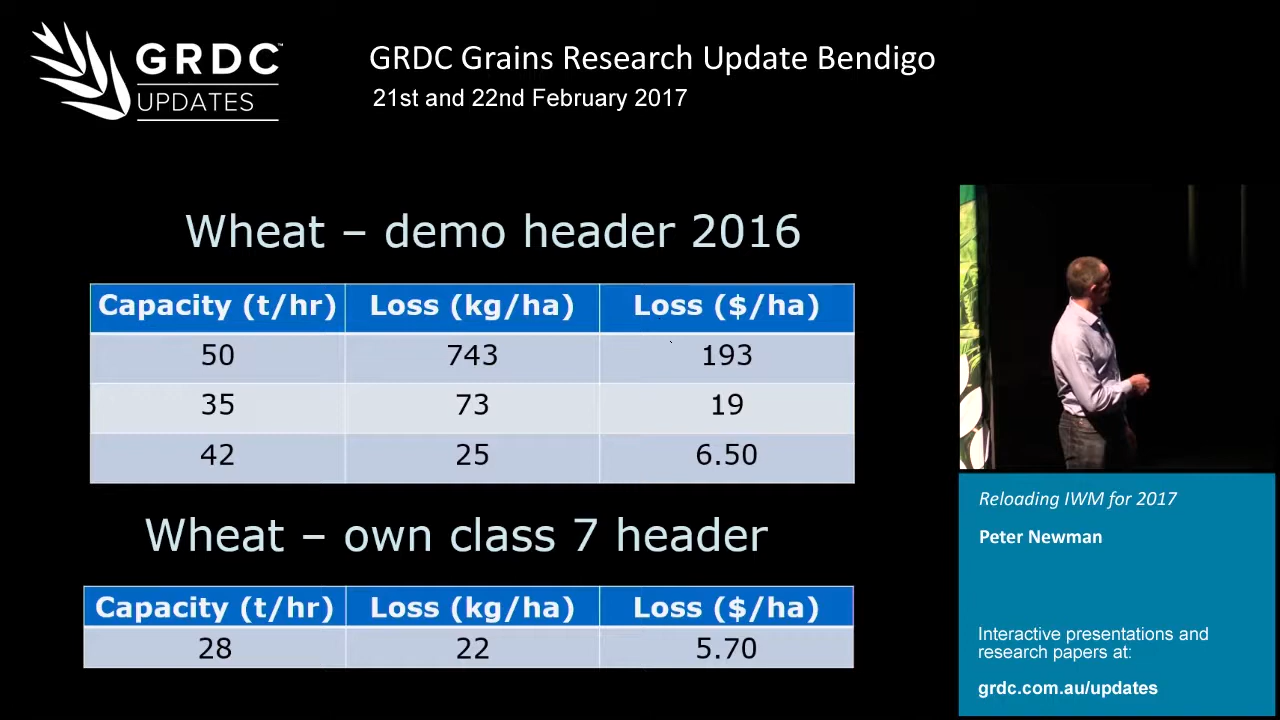 GRDC™
UPDATES
GRDC Grains Research Update Bendigo
21st and 22nd February 2017
Wheat – demo header 2016
Capacity (t/hr) Loss (kg/ha) Loss ($/ha)
50 743 193
35 73 19
42 25 6.50
Wheat – own class 7 header
Capacity (t/hr) Loss (kg/ha) Loss ($/ha)
28 22 5.70
Reloading IWM for 2017
Peter Newman
Interactive presentations and
research papers at:
grdc.com.au/updates